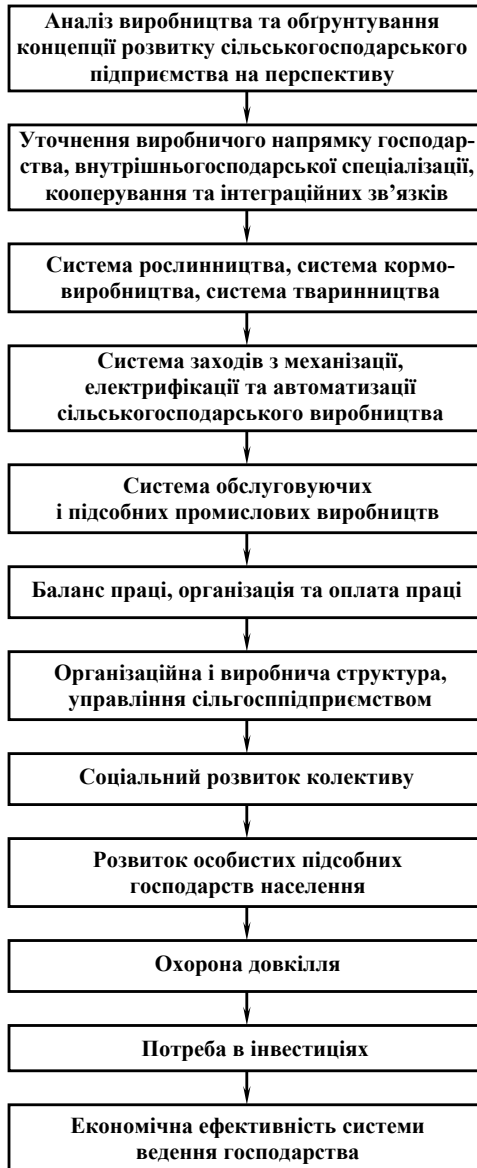 Аналіз виробництва та обґрунтування
концепції розвитку сільськогосподарського
підприємства на перспективу
Уточнення виробничого напрямку господар-
ства, внутрішньогосподарської спеціалізації,
кооперування та інтеграційних зв’язків
Система рослинництва, система кормо-
виробництва, система тваринництва
Система заходів з механізації,
електрифікації та автоматизації
сільськогосподарського виробництва
Система обслуговуючих
і підсобних промислових виробництв
Баланс праці, організація та оплата праці
Організаційна і виробнича структура,
управління сільгосппідприємством
Соціальний розвиток колективу
Розвиток особистих підсобних
господарств населення
Охорона довкілля
Потреба в інвестиціях
Економічна ефективність системи
ведення господарства